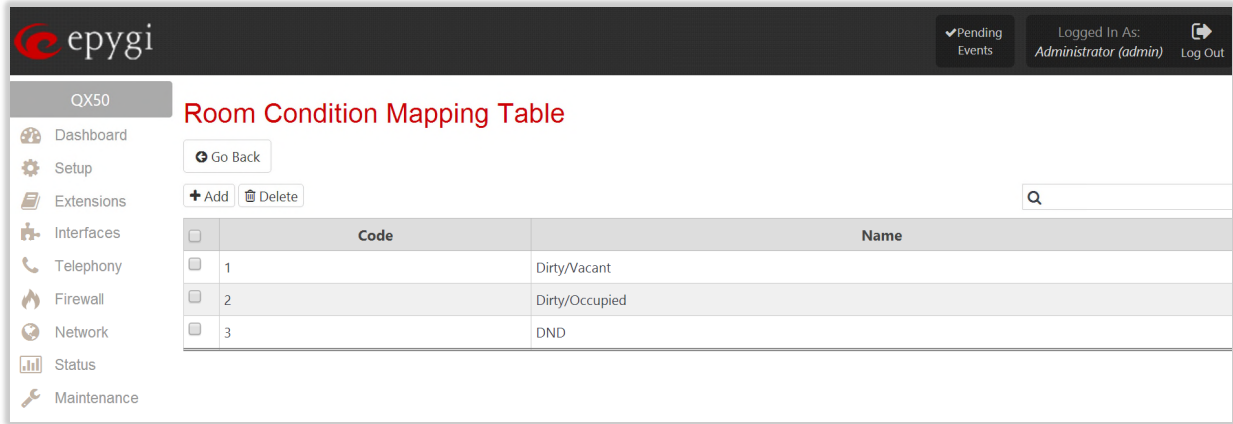 epygi
Pending Events
Logged In As:
Administrator (admin)
Log Out
QX50
Dashboard
Setup
Extensions
Interfaces
Telephony
Firewall
Network
Status
Maintenance
Room Condition Mapping Table
Go Back
Add Delete
Code Name
1 Dirty/Vacant
2 Dirty/Occupied
3 DND